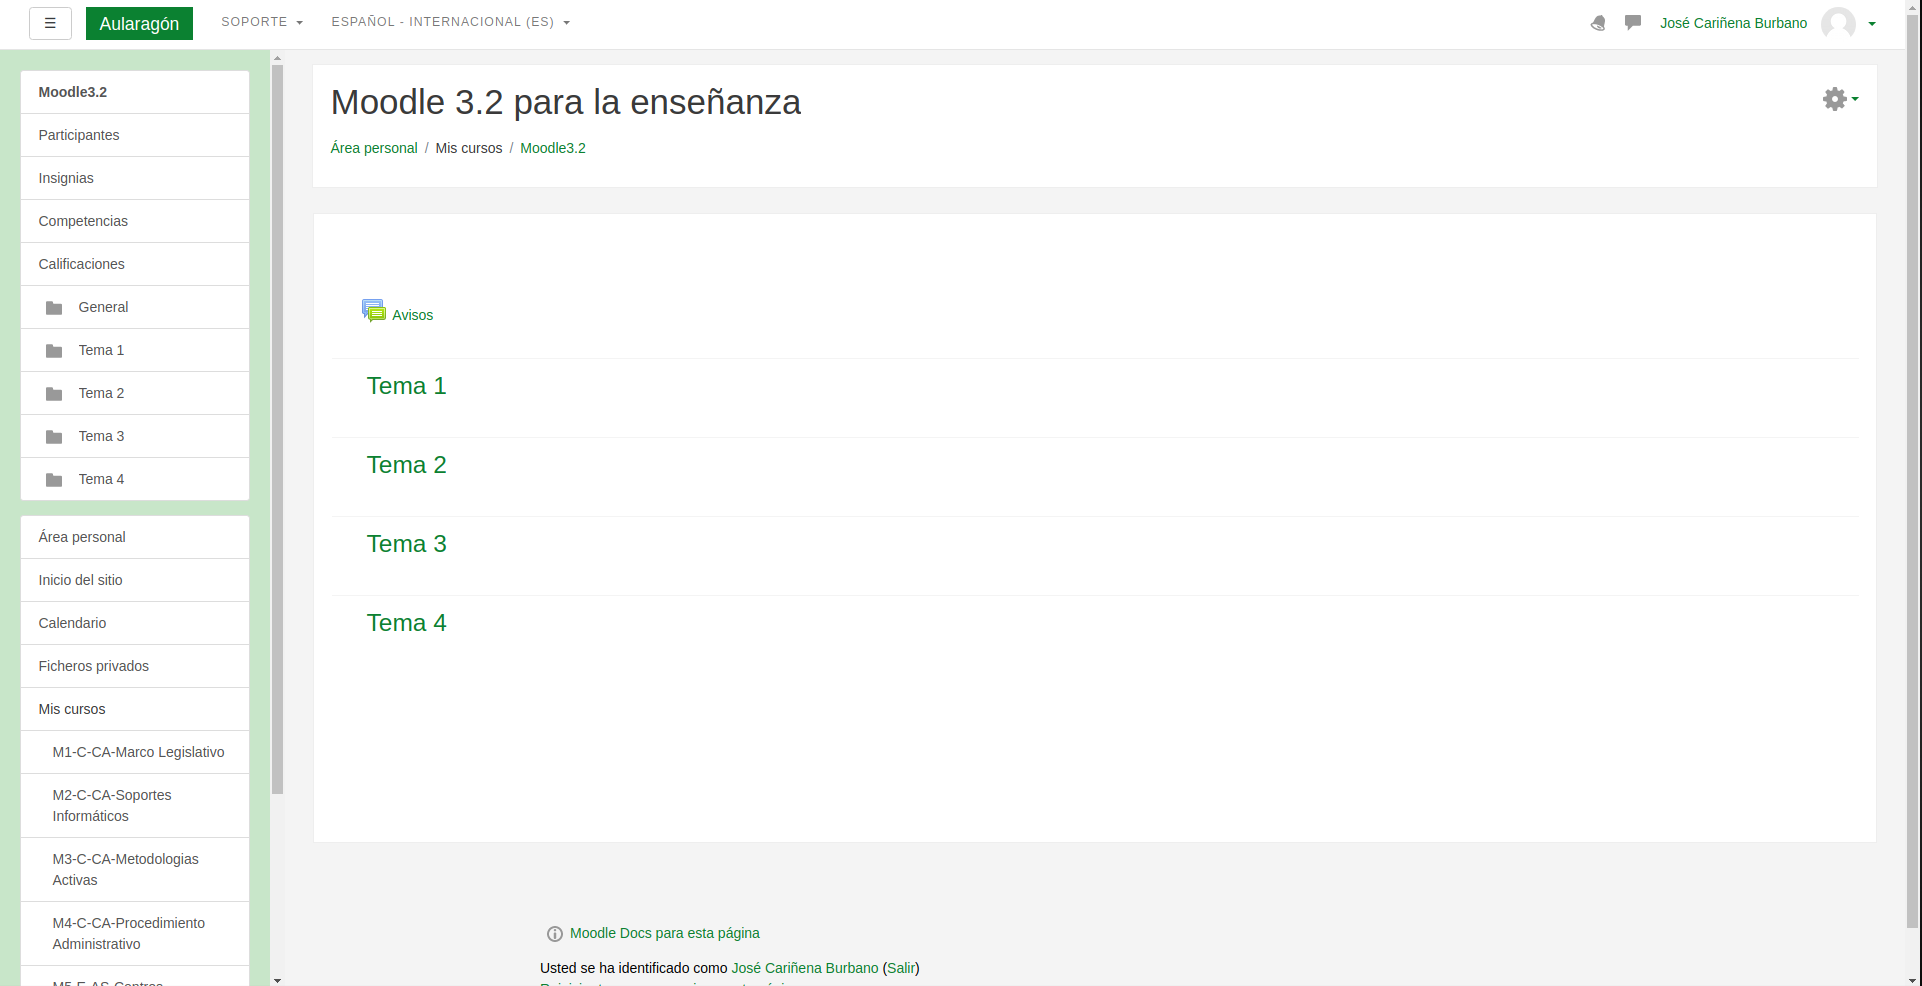 ☰ Aularagón SOPORTE ESPAÑOL - INTERNACIONAL (ES) José Cariñena Burbano
Moodle3.2
Participantes
Insignias
Competencias
Calificaciones
General
Tema 1
Tema 2
Tema 3
Tema 4
Área personal
Inicio del sitio
Calendario
Ficheros privados
Mis cursos
M1-C-CA-Marco Legislativo
M2-C-CA-Soportes
Informáticos
M3-C-CA-Metodologias
Activas
M4-C-CA-Procedimiento
Administrativo
Moodle 3.2 para la enseñanza
Área personal / Mis cursos / Moodle3.2
Avisos
Tema 1
Tema 2
Tema 3
Tema 4
Moodle Docs para esta página
Usted se ha identificado como José Cariñena Burbano (Salir)